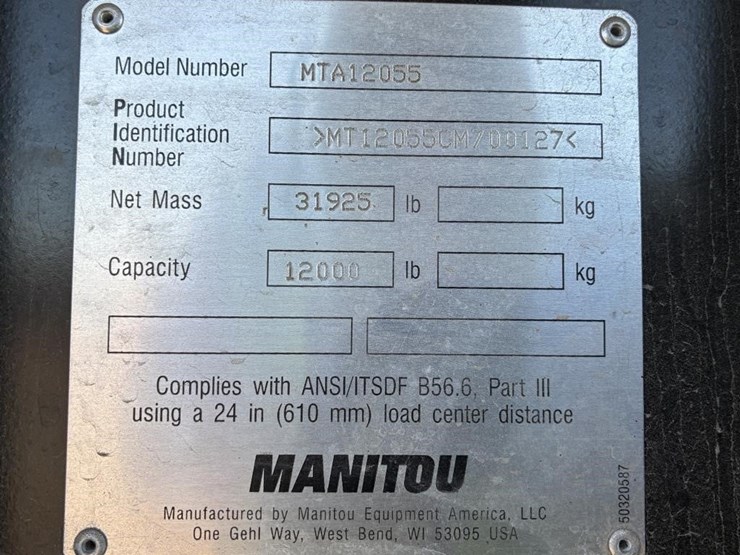 Model Number MTA12055
Product
Identification >MT12055CM700127<
Number
Net Mass 31925 lb kg
Capacity 12000 lb kg
Complies with ANSI/ITSDF B56.6, Part III
using a 24 in (610 mm) load center distance
MANITOU
Manufactured by Manitou Equipment America, LLC
One Gehl Way, West Bend, WI 53095 USA
50320587